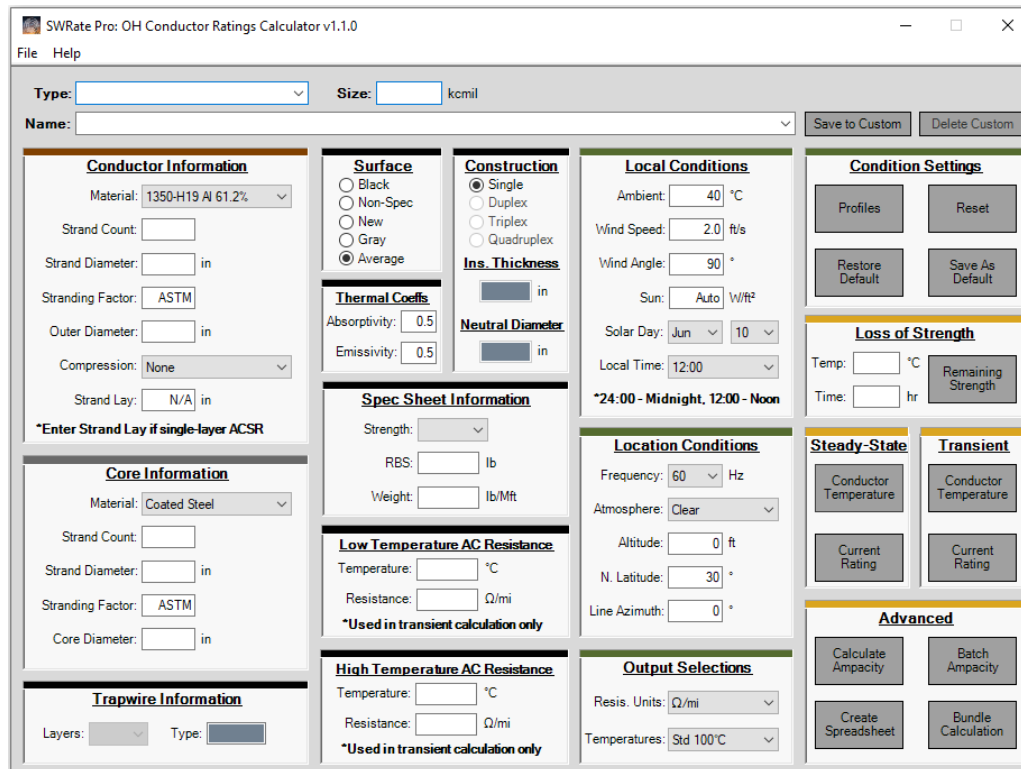 SWRate Pro: OH Conductor Ratings Calculator v1.1.0
File Help
Type: Size: kcmil
Name: Save to Custom Delete Custom
Conductor Information
Material: 1350-H19 Al 61.2%
Strand Count:
Strand Diameter: in
Stranding Factor: ASTM
Outer Diameter: in
Compression: None
Strand Lay: N/A in
*Enter Strand Lay if single-layer ACSR
Core Information
Material: Coated Steel
Strand Count:
Strand Diameter: in
Stranding Factor: ASTM
Core Diameter: in
Trapwire Information
Layers: Type:
Surface
Black
Non-Spec
New
Gray
Average
Thermal Coeffs
Absorptivity: 0.5
Emissivity: 0.5
Construction
Single
Duplex
Triplex
Quadruplex
Ins. Thickness
in
Neutral Diameter
in
Spec Sheet Information
Strength:
RBS: lb
Weight: lb/Mft
Low Temperature AC Resistance
Temperature: °C
Resistance: Ω/mi
*Used in transient calculation only
High Temperature AC Resistance
Temperature: °C
Resistance: Ω/mi
*Used in transient calculation only
Local Conditions
Ambient: 40 °C
Wind Speed: 2.0 ft/s
Wind Angle: 90 °
Sun: Auto W/ft²
Solar Day: Jun 10
Local Time: 12:00
*24:00 - Midnight, 12:00 - Noon
Location Conditions
Frequency: 60 Hz
Atmosphere: Clear
Altitude: 0 ft
N. Latitude: 30 °
Line Azimuth: 0 °
Output Selections
Resis. Units: Ω/mi
Temperatures: Std 100°C
Condition Settings
Profiles Reset
Restore Default
Save As Default
Loss of Strength
Temp: °C
Time: hr
Remaining Strength
Steady-State
Conductor Temperature
Current Rating
Transient
Conductor Temperature
Current Rating
Advanced
Calculate Ampacity
Batch Ampacity
Create Spreadsheet
Bundle Calculation